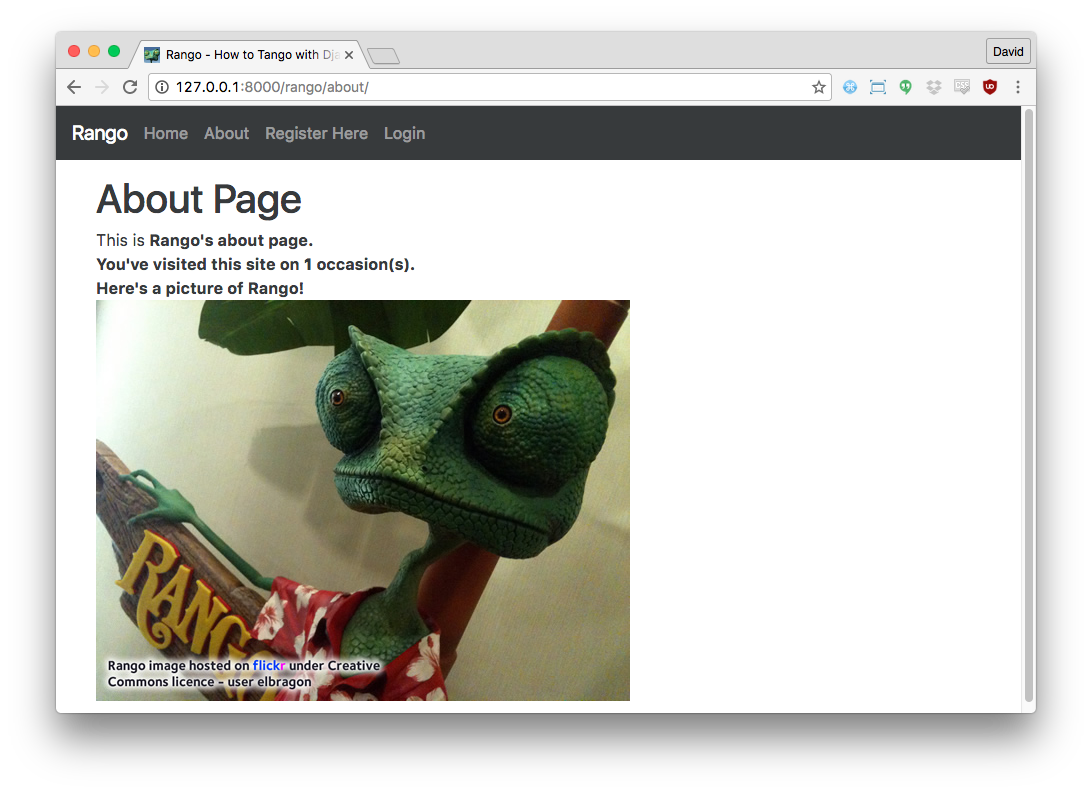 Rango - How to Tango with Dja
David
127.0.0.1:8000/rango/about/
CSS
Rango Home About Register Here Login
About Page
This is Rango's about page.
You've visited this site on 1 occasion(s).
Here's a picture of Rango!
RANGO
Rango image hosted on flickr under Creative
Commons licence - user elbragon